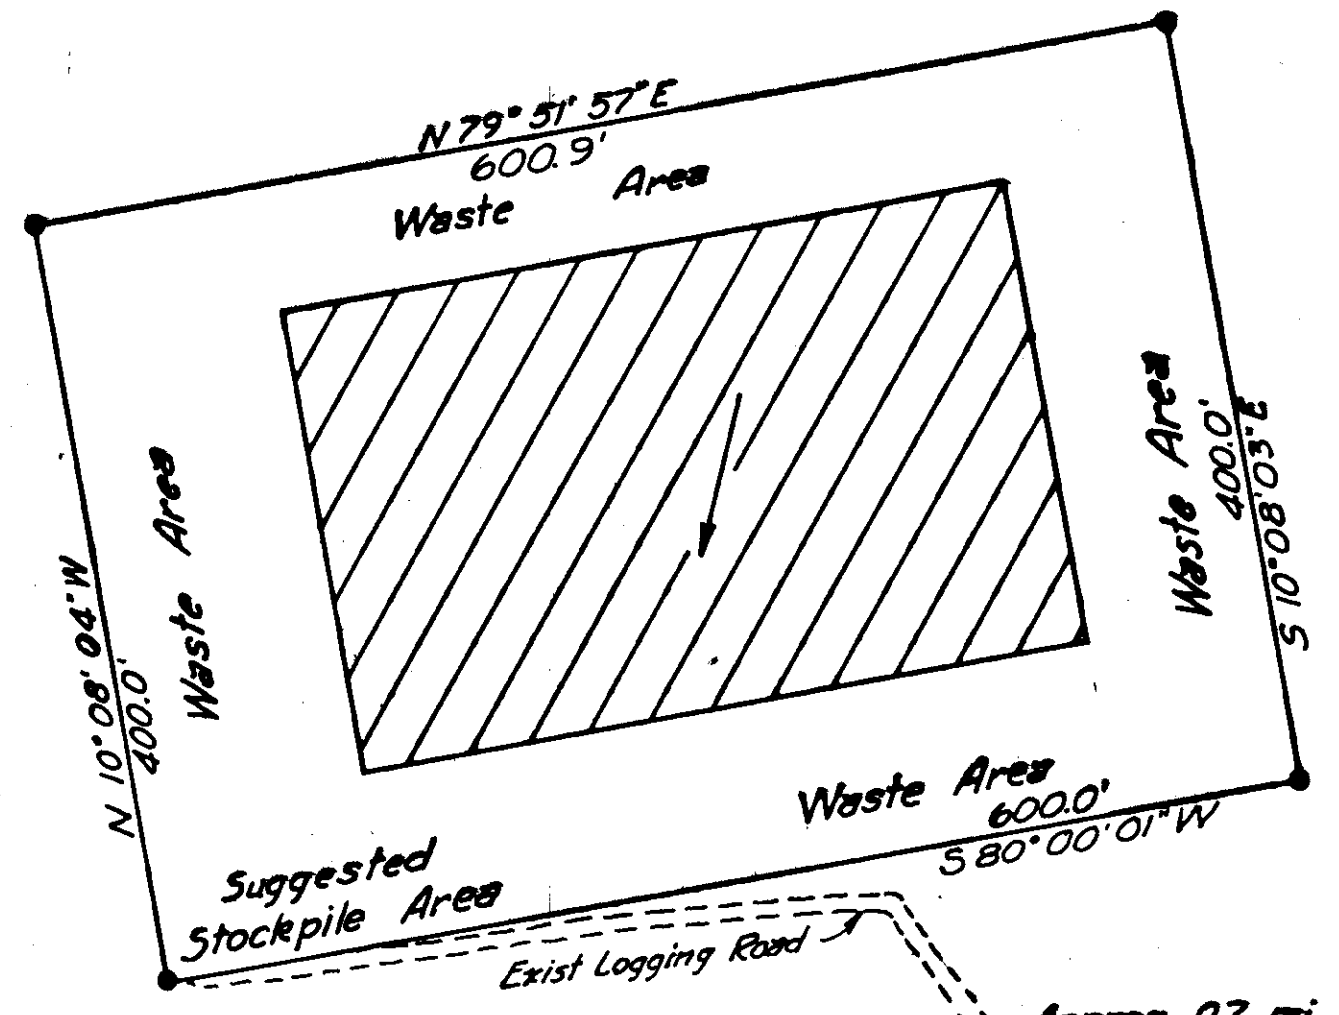 N 79° 51' 57" E
600.9'
Waste Area
Waste Area
400.0'
S 10° 08' 03" E
Waste Area
N 10° 08' 04" W
400.0'
Waste Area
600.0'
S 80° 00' 01" W
Suggested
Stockpile Area
Exist Logging Road